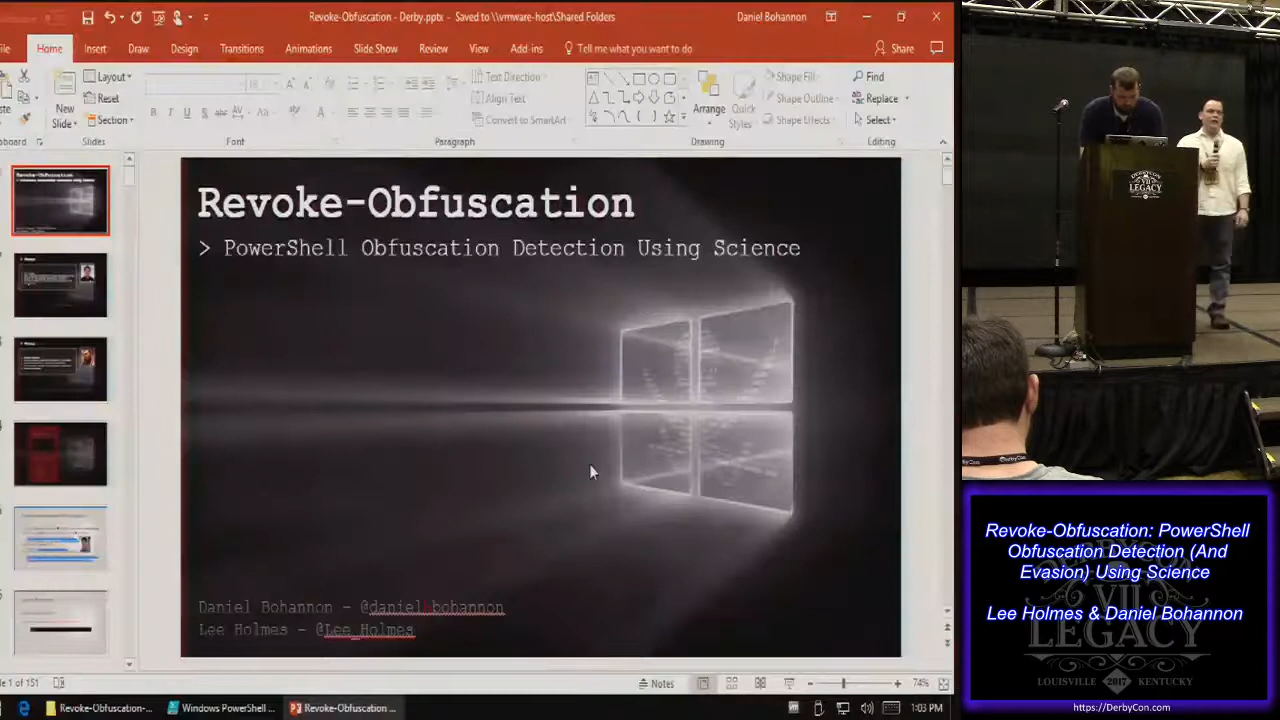 Revoke-Obfuscation - Derby.pptx - Saved to \\vmware-host\Shared Folders
Daniel Bohannon
Home Insert Draw Design Transitions Animations Slide Show Review View Add-ins Tell me what you want to do Share
New Slide
Layout
Reset
Section
Text Direction
Align Text
Convert to SmartArt
Arrange
Quick Styles
Shape Fill
Shape Outline
Shape Effects
Find
Replace
Select
Slides Font Paragraph Drawing Editing
Revoke-Obfuscation
> PowerShell Obfuscation Detection Using Science
Daniel Bohannon - @danielhbohannon
Lee Holmes - @Lee_Holmes
1 of 151
Notes
74%
Revoke-Obfuscation-...
Windows PowerShell ...
Revoke-Obfuscation ...
1:03 PM
LEGACY
DerbyCon
Revoke-Obfuscation: PowerShell
Obfuscation Detection (And
Evasion) Using Science
Lee Holmes & Daniel Bohannon
LEGACY
LOUISVILLE 2017 KENTUCKY
https://DerbyCon.com